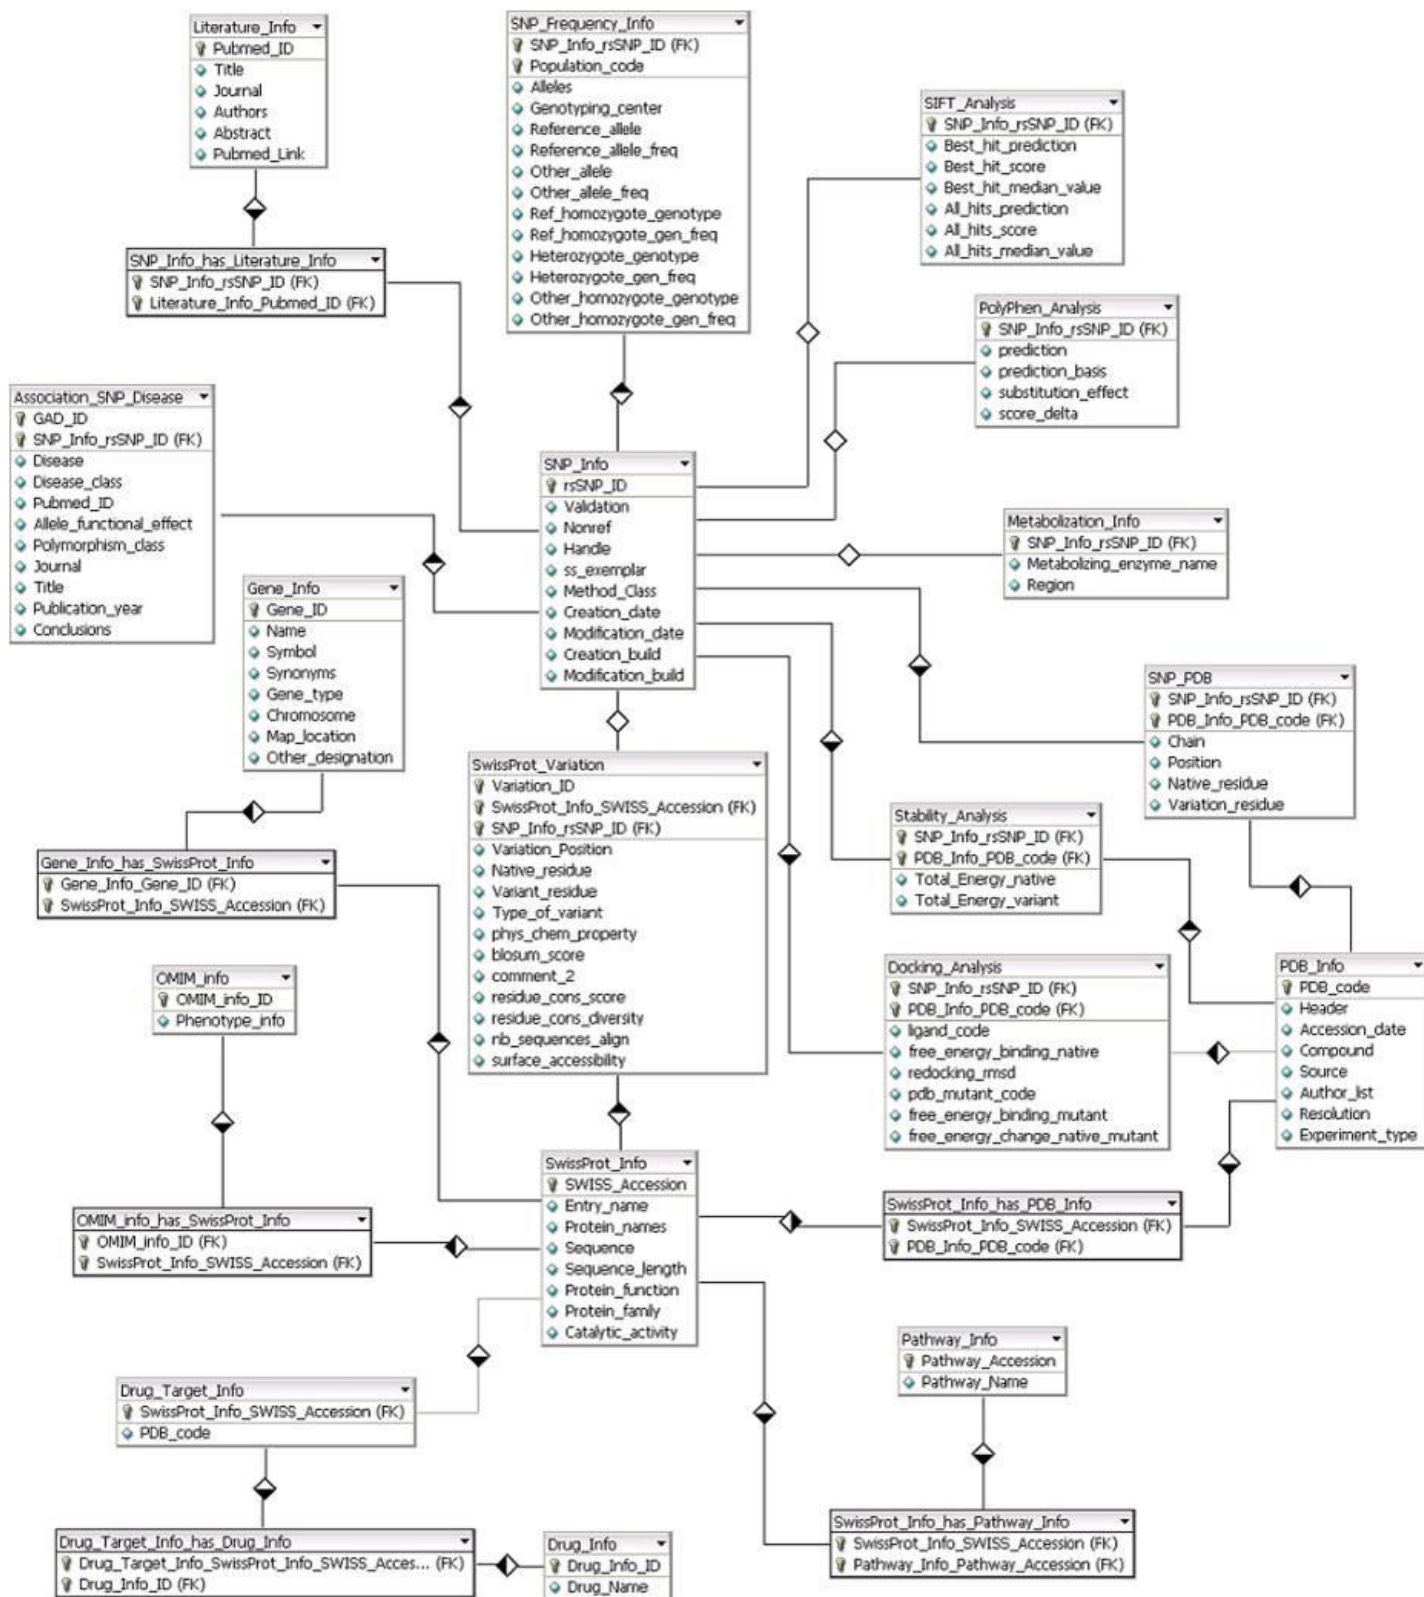 Literature_Info
Pubmed_ID
Title
Journal
Authors
Abstract
Pubmed_Link
SNP_Frequency_Info
SNP_Info_rsSNP_ID (FK)
Population_code
Alleles
Genotyping_center
Reference_allele
Reference_allele_freq
Other_allele
Other_allele_freq
Ref_homozygote_genotype
Ref_homozygote_gen_freq
Heterozygote_genotype
Heterozygote_gen_freq
Other_homozygote_genotype
Other_homozygote_gen_freq
SIFT_Analysis
SNP_Info_rsSNP_ID (FK)
Best_hit_prediction
Best_hit_score
Best_hit_median_value
All_hits_prediction
All_hits_score
All_hits_median_value
SNP_Info_has_Literature_Info
SNP_Info_rsSNP_ID (FK)
Literature_Info_Pubmed_ID (FK)
PolyPhen_Analysis
SNP_Info_rsSNP_ID (FK)
prediction
prediction_basis
substitution_effect
score_delta
Association_SNP_Disease
GAD_ID
SNP_Info_rsSNP_ID (FK)
Disease
Disease_class
Pubmed_ID
Allele_functional_effect
Polymorphism_class
Journal
Title
Publication_year
Conclusions
SNP_Info
rsSNP_ID
Validation
Nonref
Handle
ss_exemplar
Method_Class
Creation_date
Modification_date
Creation_build
Modification_build
Metabolization_Info
SNP_Info_rsSNP_ID (FK)
Metabolizing_enzyme_name
Region
Gene_Info
Gene_ID
Name
Symbol
Synonyms
Gene_type
Chromosome
Map_location
Other_designation
SNP_PDB
SNP_Info_rsSNP_ID (FK)
PDB_Info_PDB_code (FK)
Chain
Position
Native_residue
Variation_residue
SwissProt_Variation
Variation_ID
SwissProt_Info_SWISS_Accession (FK)
SNP_Info_rsSNP_ID (FK)
Variation_Position
Native_residue
Variant_residue
Type_of_variant
phys_chem_property
blosum_score
comment_2
residue_cons_score
residue_cons_diversity
nb_sequences_align
surface_accessibility
Stability_Analysis
SNP_Info_rsSNP_ID (FK)
PDB_Info_PDB_code (FK)
Total_Energy_native
Total_Energy_variant
Gene_Info_has_SwissProt_Info
Gene_Info_Gene_ID (FK)
SwissProt_Info_SWISS_Accession (FK)
OMIM_info
OMIM_info_ID
Phenotype_info
Docking_Analysis
SNP_Info_rsSNP_ID (FK)
PDB_Info_PDB_code (FK)
ligand_code
free_energy_binding_native
redocking_rmsd
pdb_mutant_code
free_energy_binding_mutant
free_energy_change_native_mutant
PDB_Info
PDB_code
Header
Accession_date
Compound
Source
Author_list
Resolution
Experiment_type
SwissProt_Info
SWISS_Accession
Entry_name
Protein_names
Sequence
Sequence_length
Protein_function
Protein_family
Catalytic_activity
OMIM_info_has_SwissProt_Info
OMIM_info_ID (FK)
SwissProt_Info_SWISS_Accession (FK)
SwissProt_Info_has_PDB_Info
SwissProt_Info_SWISS_Accession (FK)
PDB_Info_PDB_code (FK)
Pathway_Info
Pathway_Accession
Pathway_Name
Drug_Target_Info
SwissProt_Info_SWISS_Accession (FK)
PDB_code
SwissProt_Info_has_Pathway_Info
SwissProt_Info_SWISS_Accession (FK)
Pathway_Info_Pathway_Accession (FK)
Drug_Target_Info_has_Drug_Info
Drug_Target_Info_SwissProt_Info_SWISS_Acces... (FK)
Drug_Info_ID (FK)
Drug_Info
Drug_Info_ID
Drug_Name